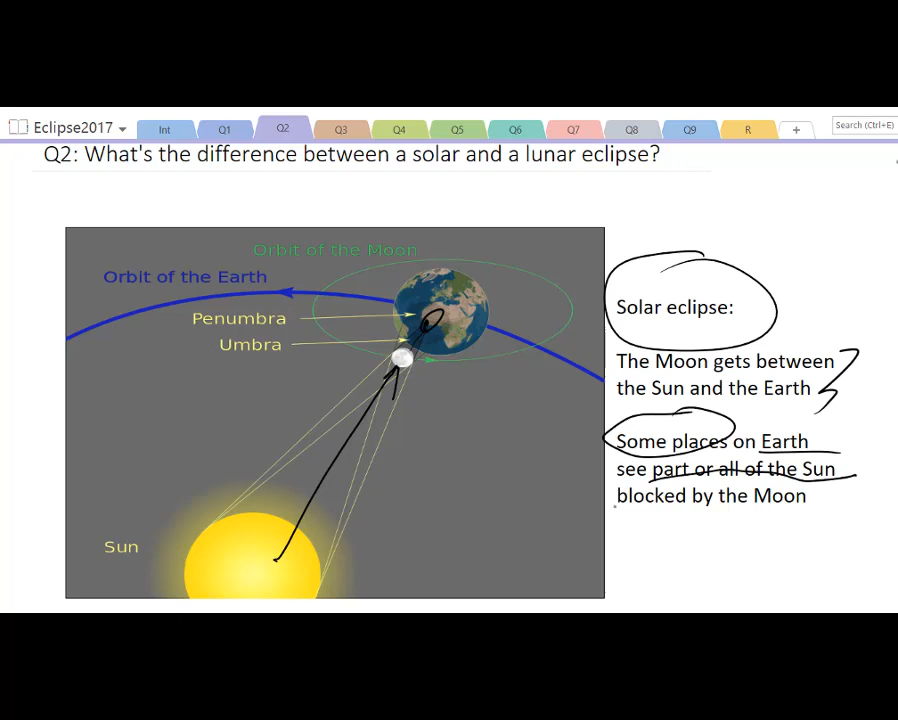 Eclipse2017
Int Q1 Q2 Q3 Q4 Q5 Q6 Q7 Q8 Q9 R +
Search (Ctrl+E)
Q2: What's the difference between a solar and a lunar eclipse?
Orbit of the Moon
Orbit of the Earth
Penumbra
Umbra
Sun
Solar eclipse:
The Moon gets between
the Sun and the Earth
Some places on Earth
see part or all of the Sun
blocked by the Moon